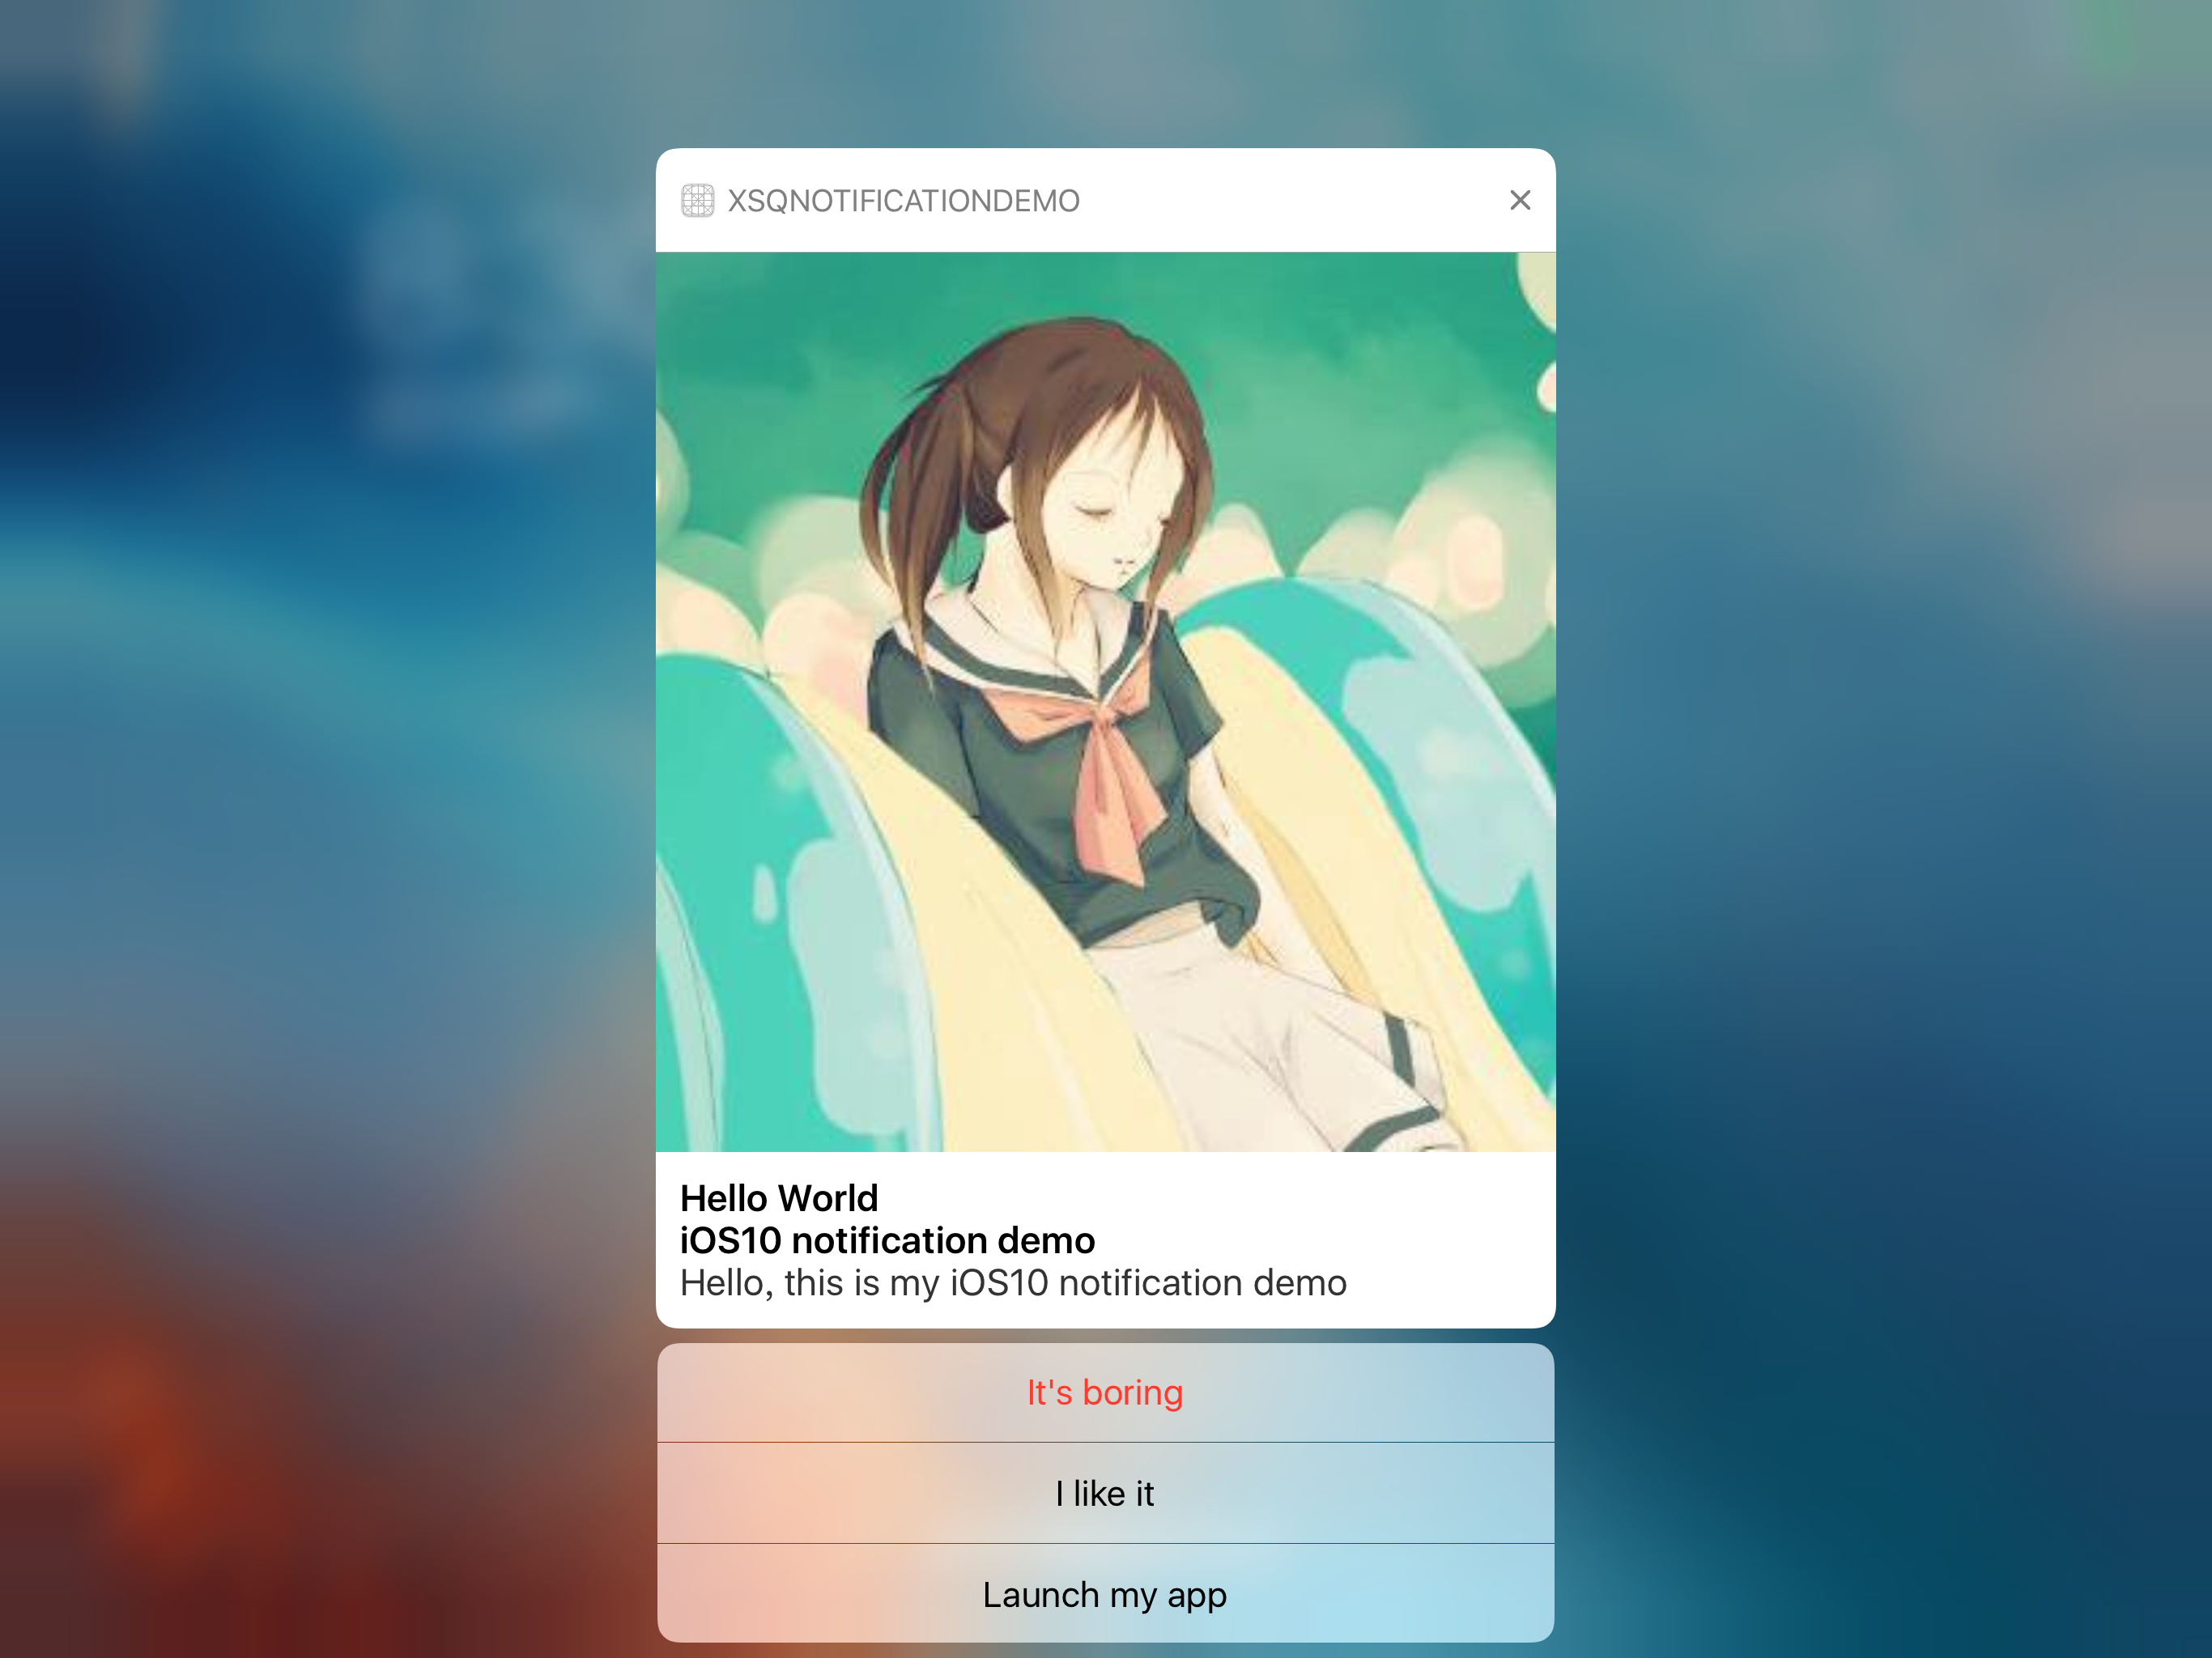 XSQNOTIFICATIONDEMO
Hello World
iOS10 notification demo
Hello, this is my iOS10 notification demo
It's boring
I like it
Launch my app